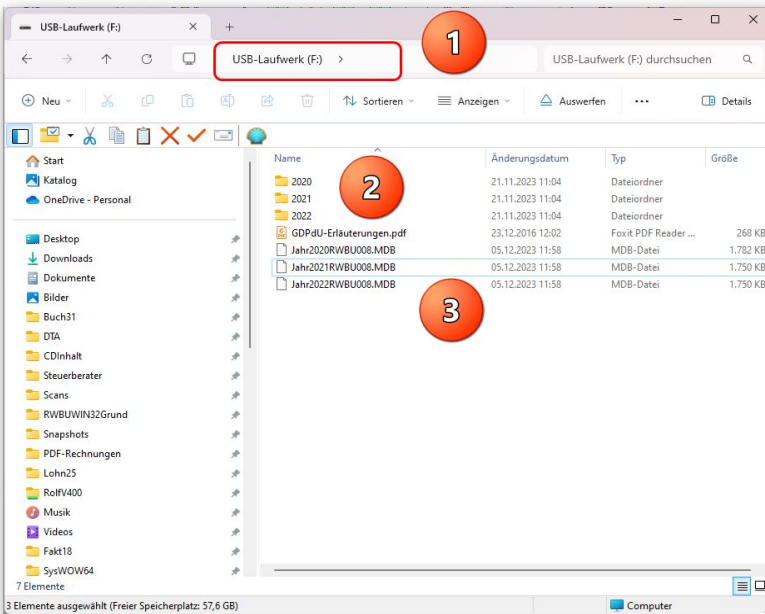 USB-Laufwerk (F:)
1
USB-Laufwerk (F:) >
USB-Laufwerk (F:) durchsuchen
Neu
Sortieren
Anzeigen
Auswerfen
Details
Name Änderungsdatum Typ Größe
2
2020 21.11.2023 11:04 Dateiordner
2021 21.11.2023 11:04 Dateiordner
2022 21.11.2023 11:04 Dateiordner
GDPdU-Erläuterungen.pdf 23.12.2016 12:02 Foxit PDF Reader ... 268 KB
Jahr2020RWBU008.MDB 05.12.2023 11:58 MDB-Datei 1.782 KB
Jahr2021RWBU008.MDB 05.12.2023 11:58 MDB-Datei 1.750 KB
Jahr2022RWBU008.MDB 05.12.2023 11:58 MDB-Datei 1.750 KB
3
Start
Katalog
OneDrive - Personal
Desktop
Downloads
Dokumente
Bilder
Buch31
DTA
CDInhalt
Steuerberater
Scans
RWBUWIN32Grund
Snapshots
PDF-Rechnungen
Lohn25
RolfV400
Musik
Videos
Fakt18
SysWOW64
7 Elemente
3 Elemente ausgewählt (Freier Speicherplatz: 57,6 GB)
Computer